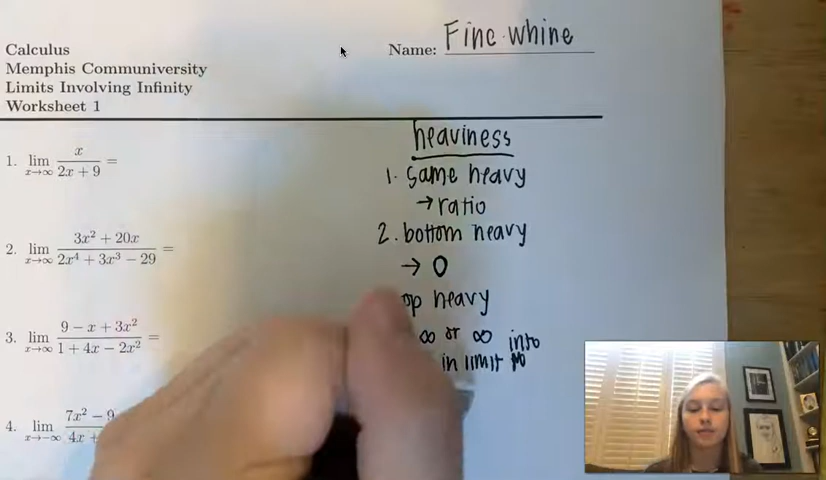 Calculus
Memphis Communiversity
Limits Involving Infinity
Worksheet 1
Name: Fine whine
1. lim x→∞ x / 2x + 9 =
2. lim x→∞ 3x² + 20x / 2x⁴ + 3x³ − 29 =
3. lim x→∞ 9 − x + 3x² / 1 + 4x − 2x² =
4. lim x→−∞ 7x² − 9 / 4x +
heaviness
1. same heavy
→ ratio
2. bottom heavy
→ 0
op heavy
∞ or ∞ into
in limit